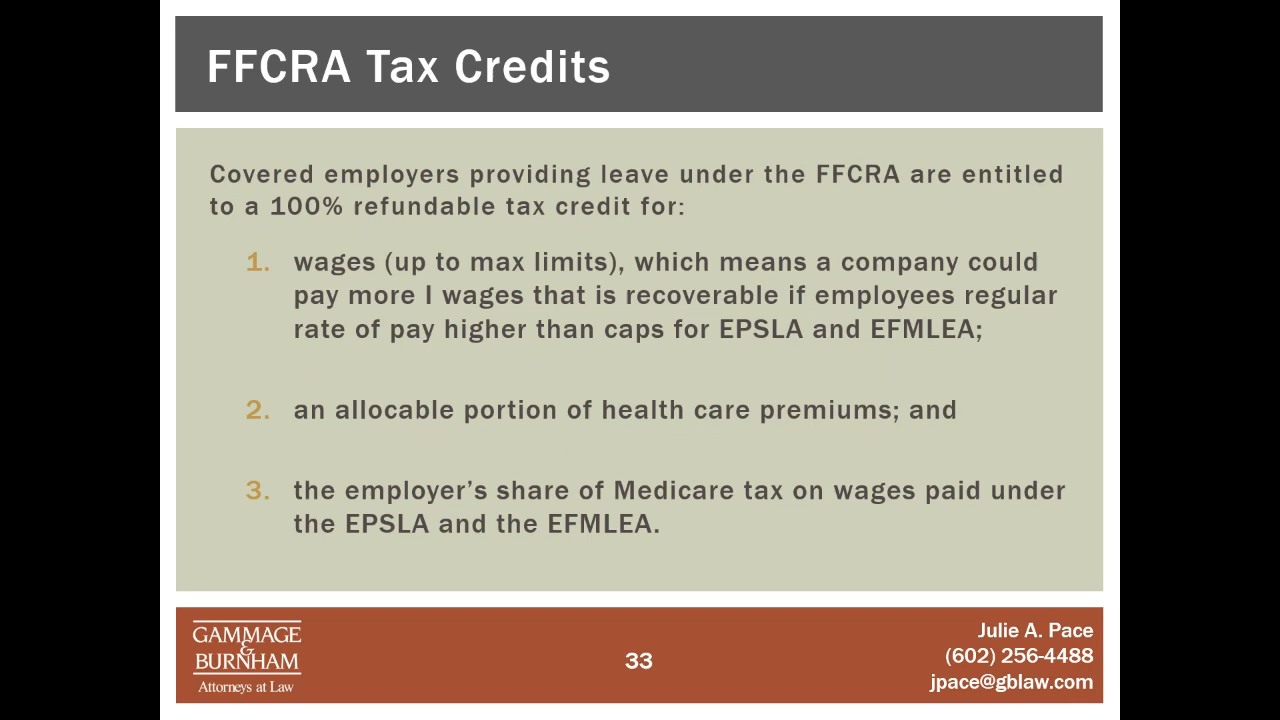 FFCRA Tax Credits
Covered employers providing leave under the FFCRA are entitled
to a 100% refundable tax credit for:
1. wages (up to max limits), which means a company could
pay more I wages that is recoverable if employees regular
rate of pay higher than caps for EPSLA and EFMLEA;
2. an allocable portion of health care premiums; and
3. the employer’s share of Medicare tax on wages paid under
the EPSLA and the EFMLEA.
GAMMAGE
&
BURNHAM
Attorneys at Law
33
Julie A. Pace
(602) 256-4488
jpace@gblaw.com